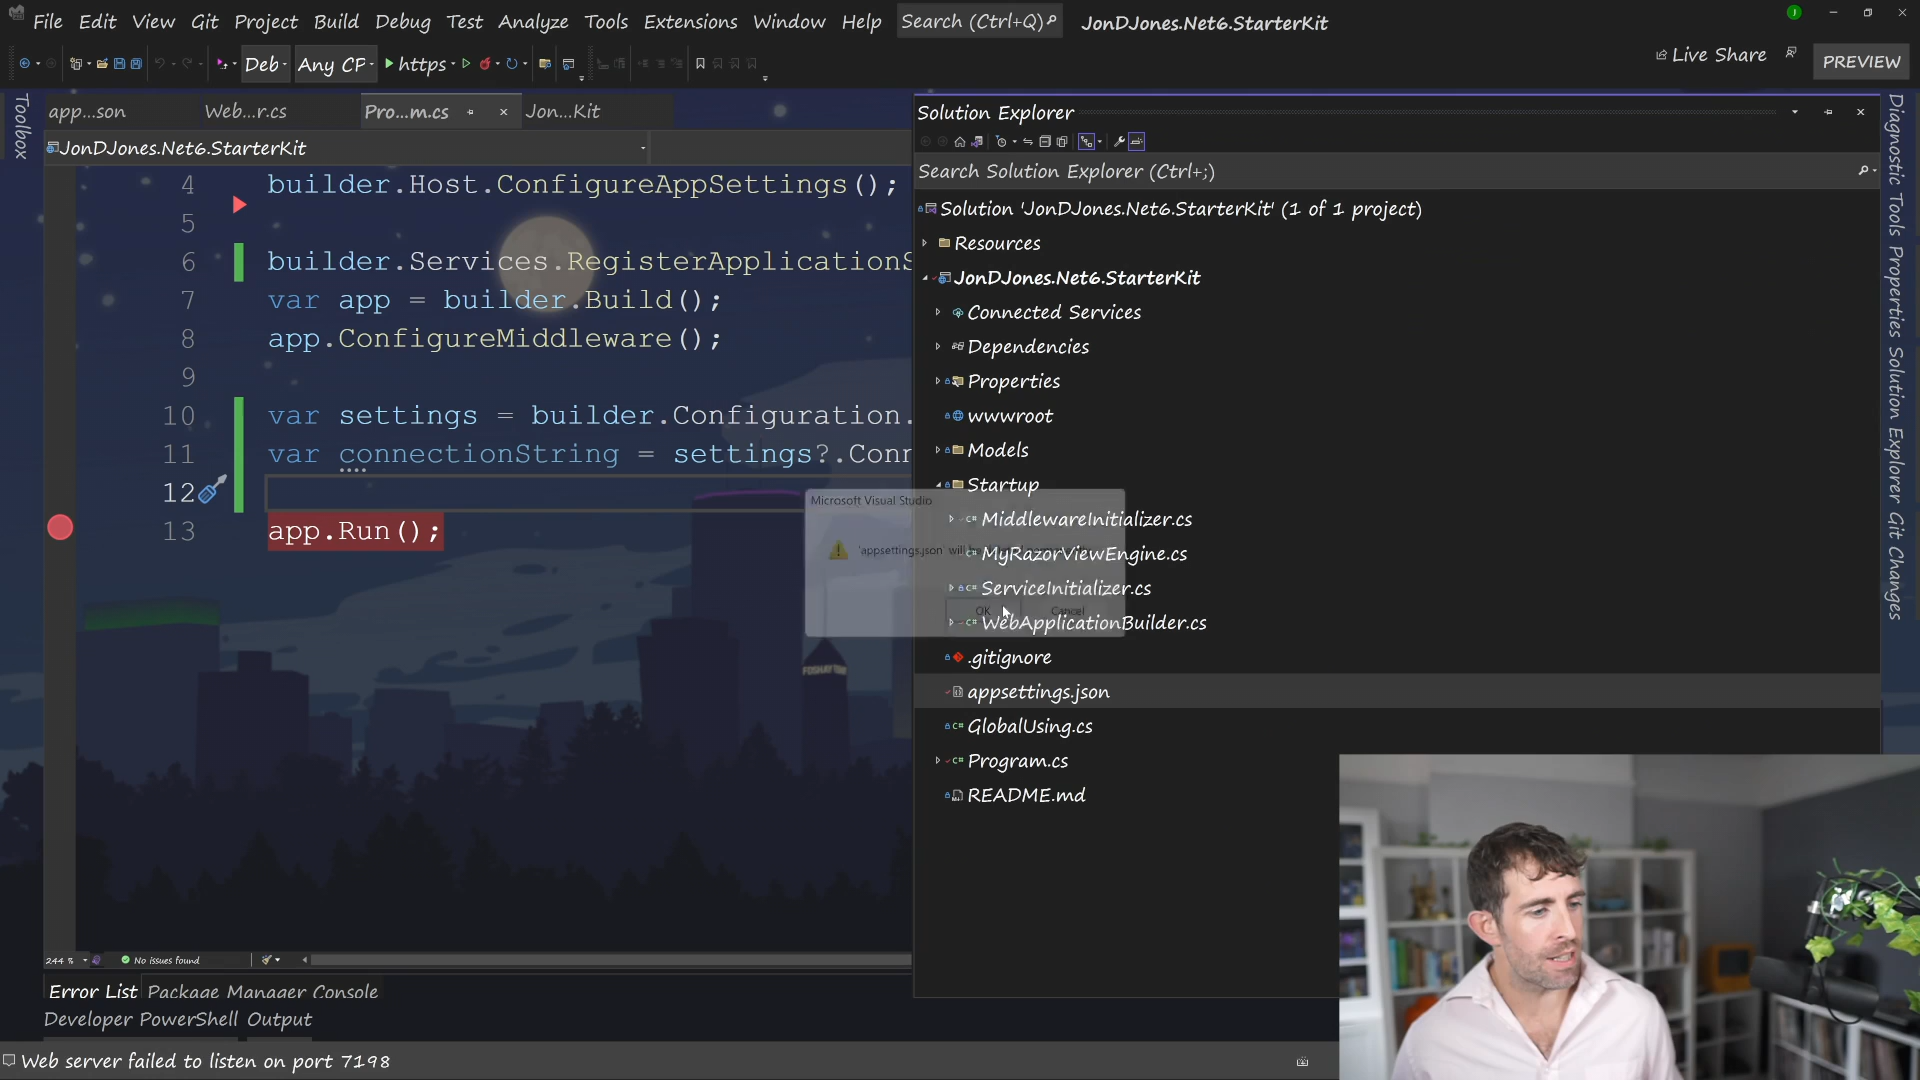 File Edit View Git Project Build Debug Test Analyze Tools Extensions Window Help Search (Ctrl+Q) JonDJones.Net6.StarterKit
Deb Any CP https Live Share PREVIEW
Toolbox
app...son Web...r.cs Pro...m.cs Jon...Kit
JonDJones.Net6.StarterKit
4 builder.Host.ConfigureAppSettings();
5
6 builder.Services.RegisterApplicationS
7 var app = builder.Build();
8 app.ConfigureMiddleware();
9
10 var settings = builder.Configuration.
11 var connectionString = settings?.Conn
12
13 app.Run();
Solution Explorer
Search Solution Explorer (Ctrl+;)
Solution 'JonDJones.Net6.StarterKit' (1 of 1 project)
Resources
JonDJones.Net6.StarterKit
Connected Services
Dependencies
Properties
wwwroot
Models
Startup
MiddlewareInitializer.cs
MyRazorViewEngine.cs
ServiceInitializer.cs
WebApplicationBuilder.cs
.gitignore
appsettings.json
GlobalUsing.cs
Program.cs
README.md
Microsoft Visual Studio
'appsettings.json' will be
OK Cancel
FOSHAY TOWER
Diagnostic Tools Properties Solution Explorer Git Changes
244 % No issues found
Error List Package Manager Console
Developer PowerShell Output
Web server failed to listen on port 7198